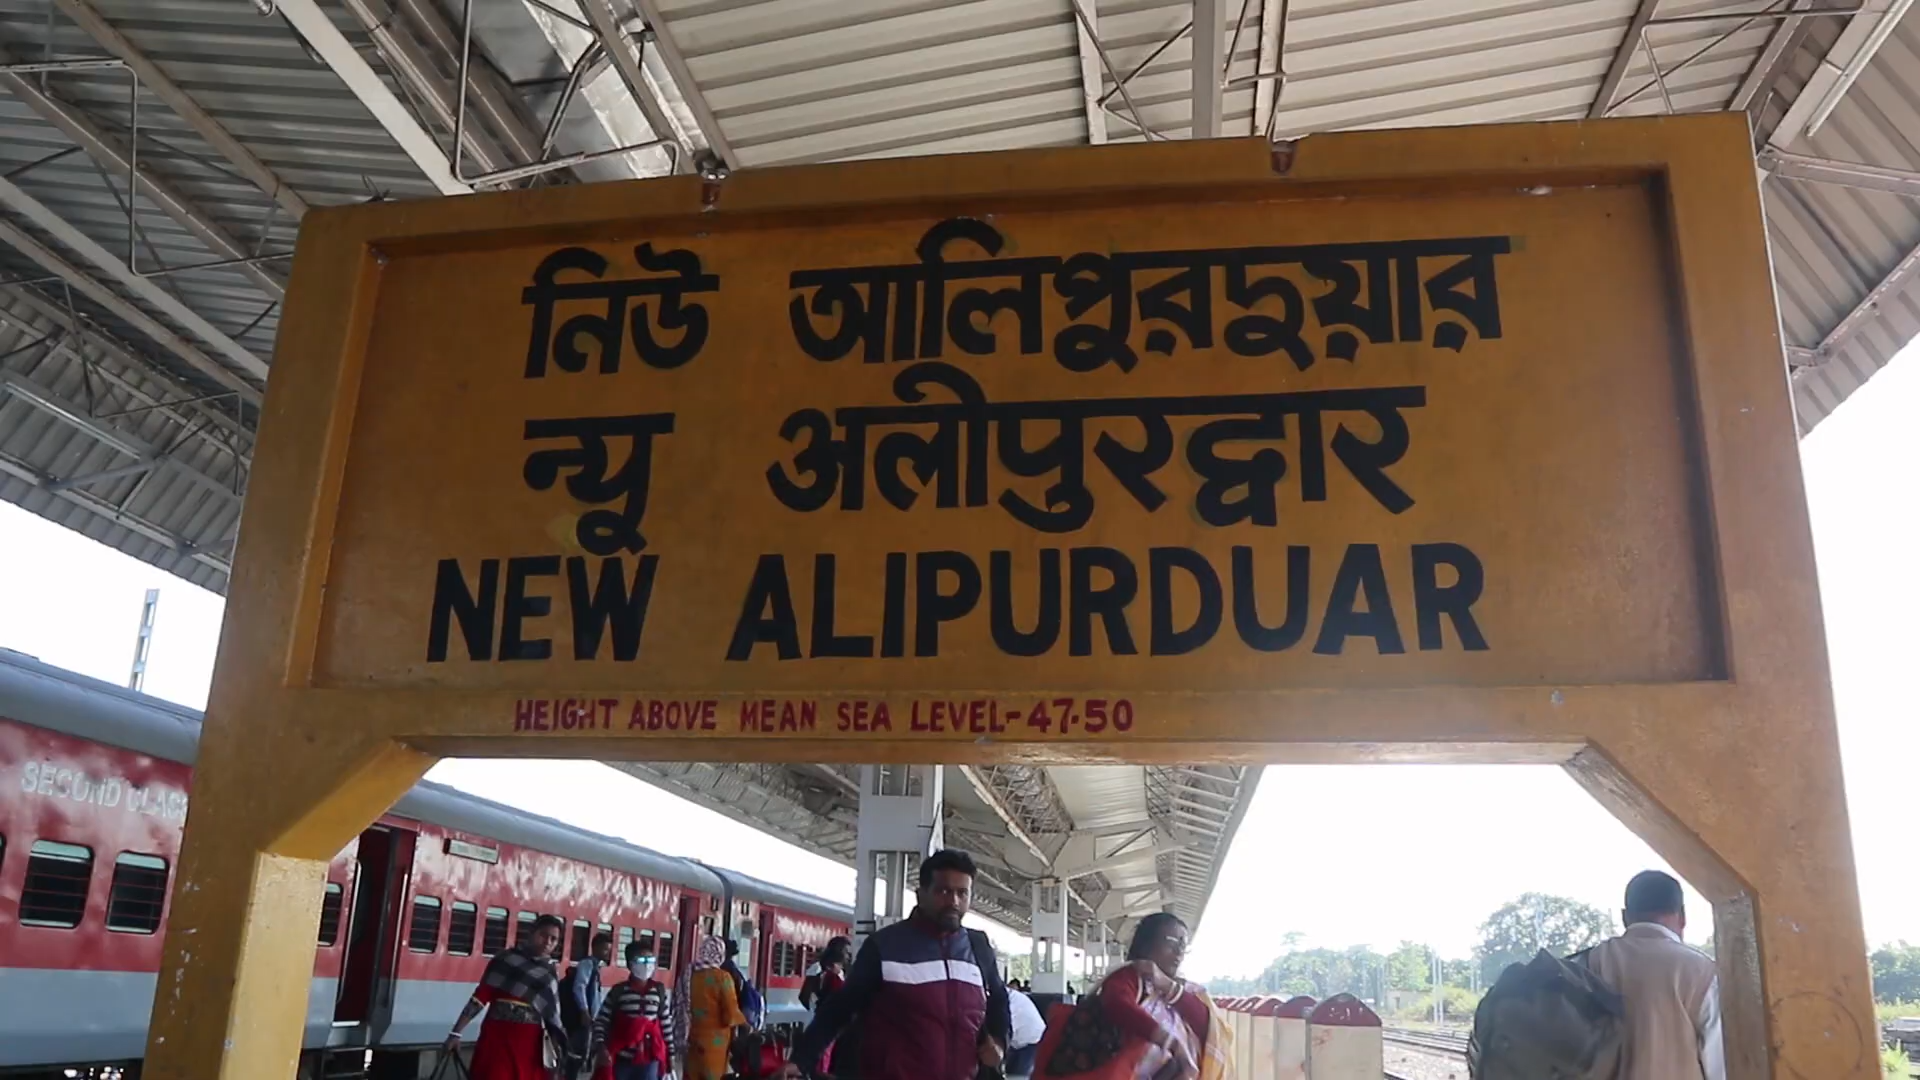 নিউ আলিপুরদুয়ার
न्यू अलीपुरद्वार
NEW ALIPURDUAR
HEIGHT ABOVE MEAN SEA LEVEL-47.50
SECOND CLASS